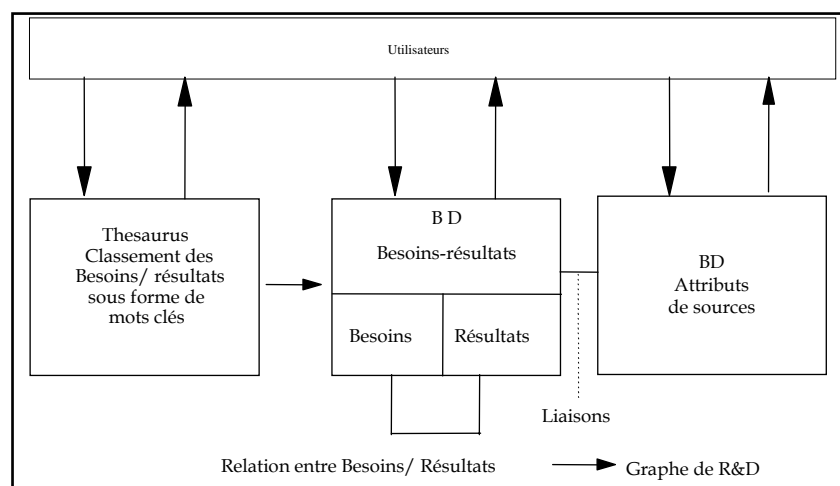 Utilisateurs
Thesaurus
Classement des
Besoins/ résultats
sous forme de
mots clés
B D
Besoins-résultats
Besoins
Résultats
BD
Attributs
de sources
Liaisons
Relation entre Besoins/ Résultats
Graphe de R&D